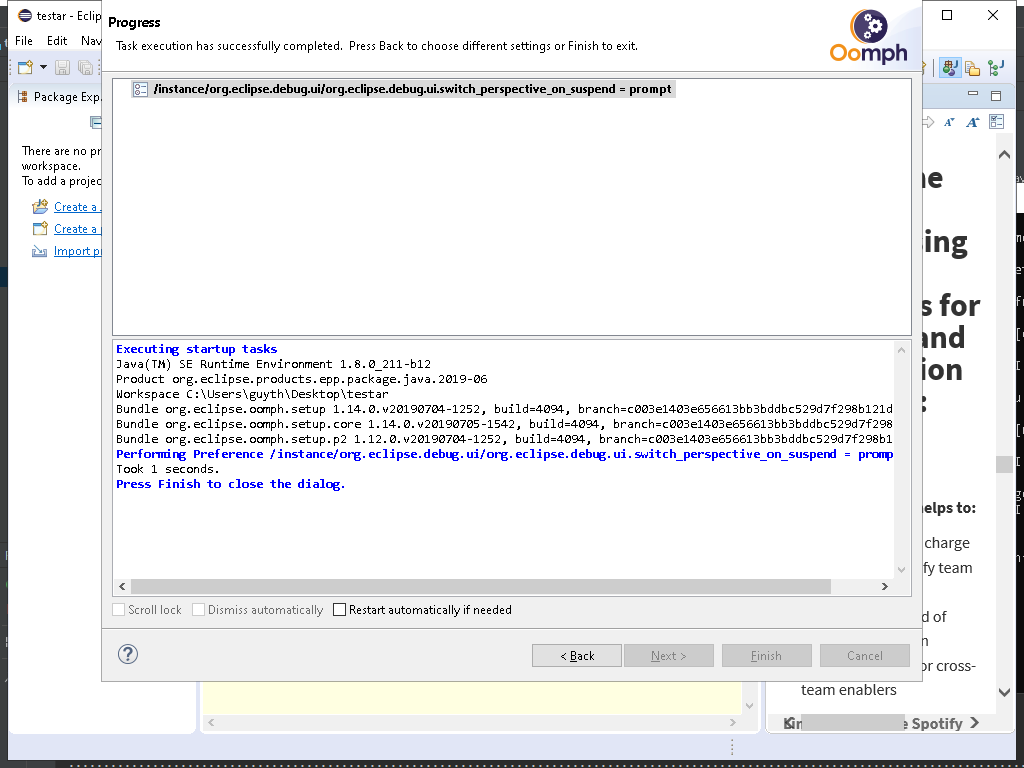 testar - Eclip
File Edit Nav
Package Exp
There are no pr
workspace.
To add a projec
Create a
Create a
Import p
Progress
Task execution has successfully completed. Press Back to choose different settings or Finish to exit.
Oomph
/instance/org.eclipse.debug.ui/org.eclipse.debug.ui.switch_perspective_on_suspend = prompt
Executing startup tasks
Java(TM) SE Runtime Environment 1.8.0_211-b12
Product org.eclipse.products.epp.package.java.2019-06
Workspace C:\Users\guyth\Desktop\testar
Bundle org.eclipse.oomph.setup 1.14.0.v20190704-1252, build=4094, branch=c003e1403e656613bb3bddbc529d7f298b121d
Bundle org.eclipse.oomph.setup.core 1.14.0.v20190705-1542, build=4094, branch=c003e1403e656613bb3bddbc529d7f298
Bundle org.eclipse.oomph.setup.p2 1.12.0.v20190704-1252, build=4094, branch=c003e1403e656613bb3bddbc529d7f298b1
Performing Preference /instance/org.eclipse.debug.ui/org.eclipse.debug.ui.switch_perspective_on_suspend = promp
Took 1 seconds.
Press Finish to close the dialog.
Scroll lock Dismiss automatically Restart automatically if needed
< Back Next > Finish Cancel
ne
ing
s for
and
ion
:
elps to:
charge
fy team
d of
n
or cross-
team enablers
e Spotify